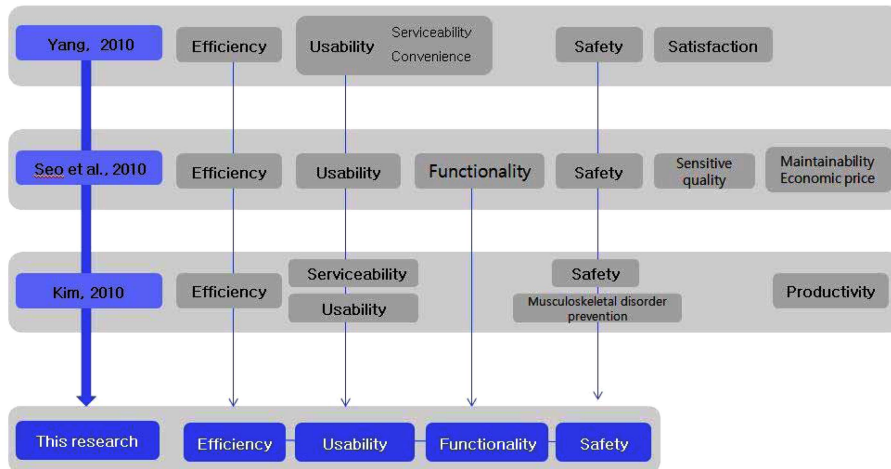 Yang, 2010
Efficiency
Usability
Serviceability
Convenience
Safety
Satisfaction
Seo et al., 2010
Efficiency
Usability
Functionality
Safety
Sensitive
quality
Maintainability
Economic price
Kim, 2010
Efficiency
Serviceability
Usability
Safety
Musculoskeletal disorder
prevention
Productivity
This research
Efficiency
Usability
Functionality
Safety